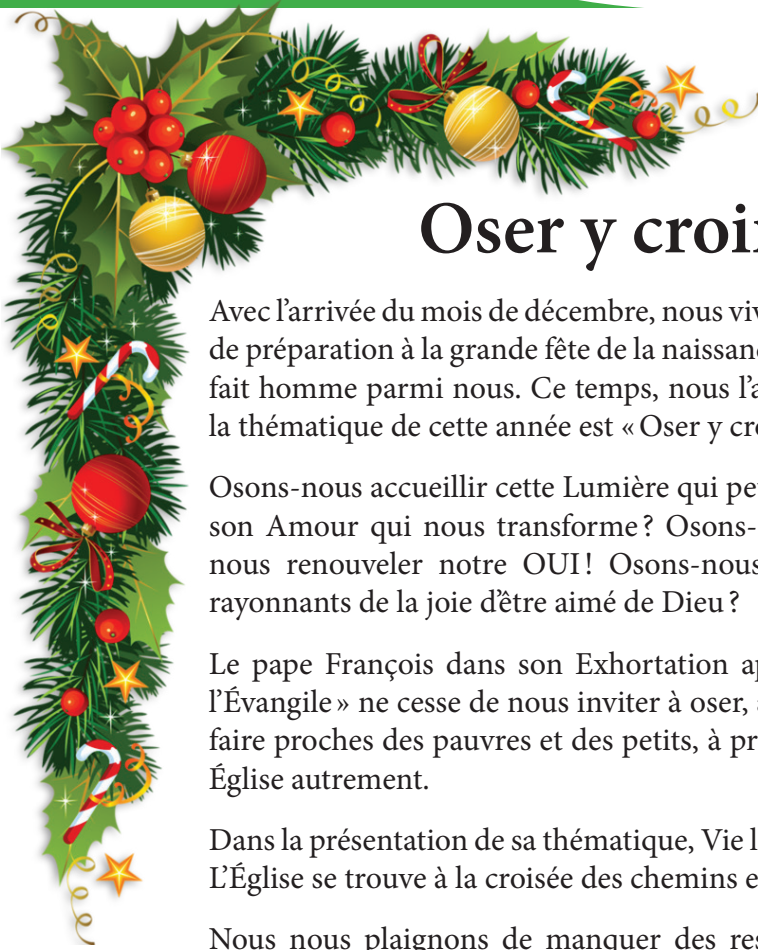 Oser y croi
Avec l'arrivée du mois de décembre, nous viv
de préparation à la grande fête de la naissanc
fait homme parmi nous. Ce temps, nous l'a
la thématique de cette année est « Oser y cro
Osons-nous accueillir cette Lumière qui peu
son Amour qui nous transforme ? Osons-
nous renouveler notre OUI ! Osons-nous
rayonnants de la joie d'être aimé de Dieu ?
Le pape François dans son Exhortation ap
l'Évangile » ne cesse de nous inviter à oser,
faire proches des pauvres et des petits, à pr
Église autrement.
Dans la présentation de sa thématique, Vie l
L'Église se trouve à la croisée des chemins e
Nous nous plaignons de manquer des res